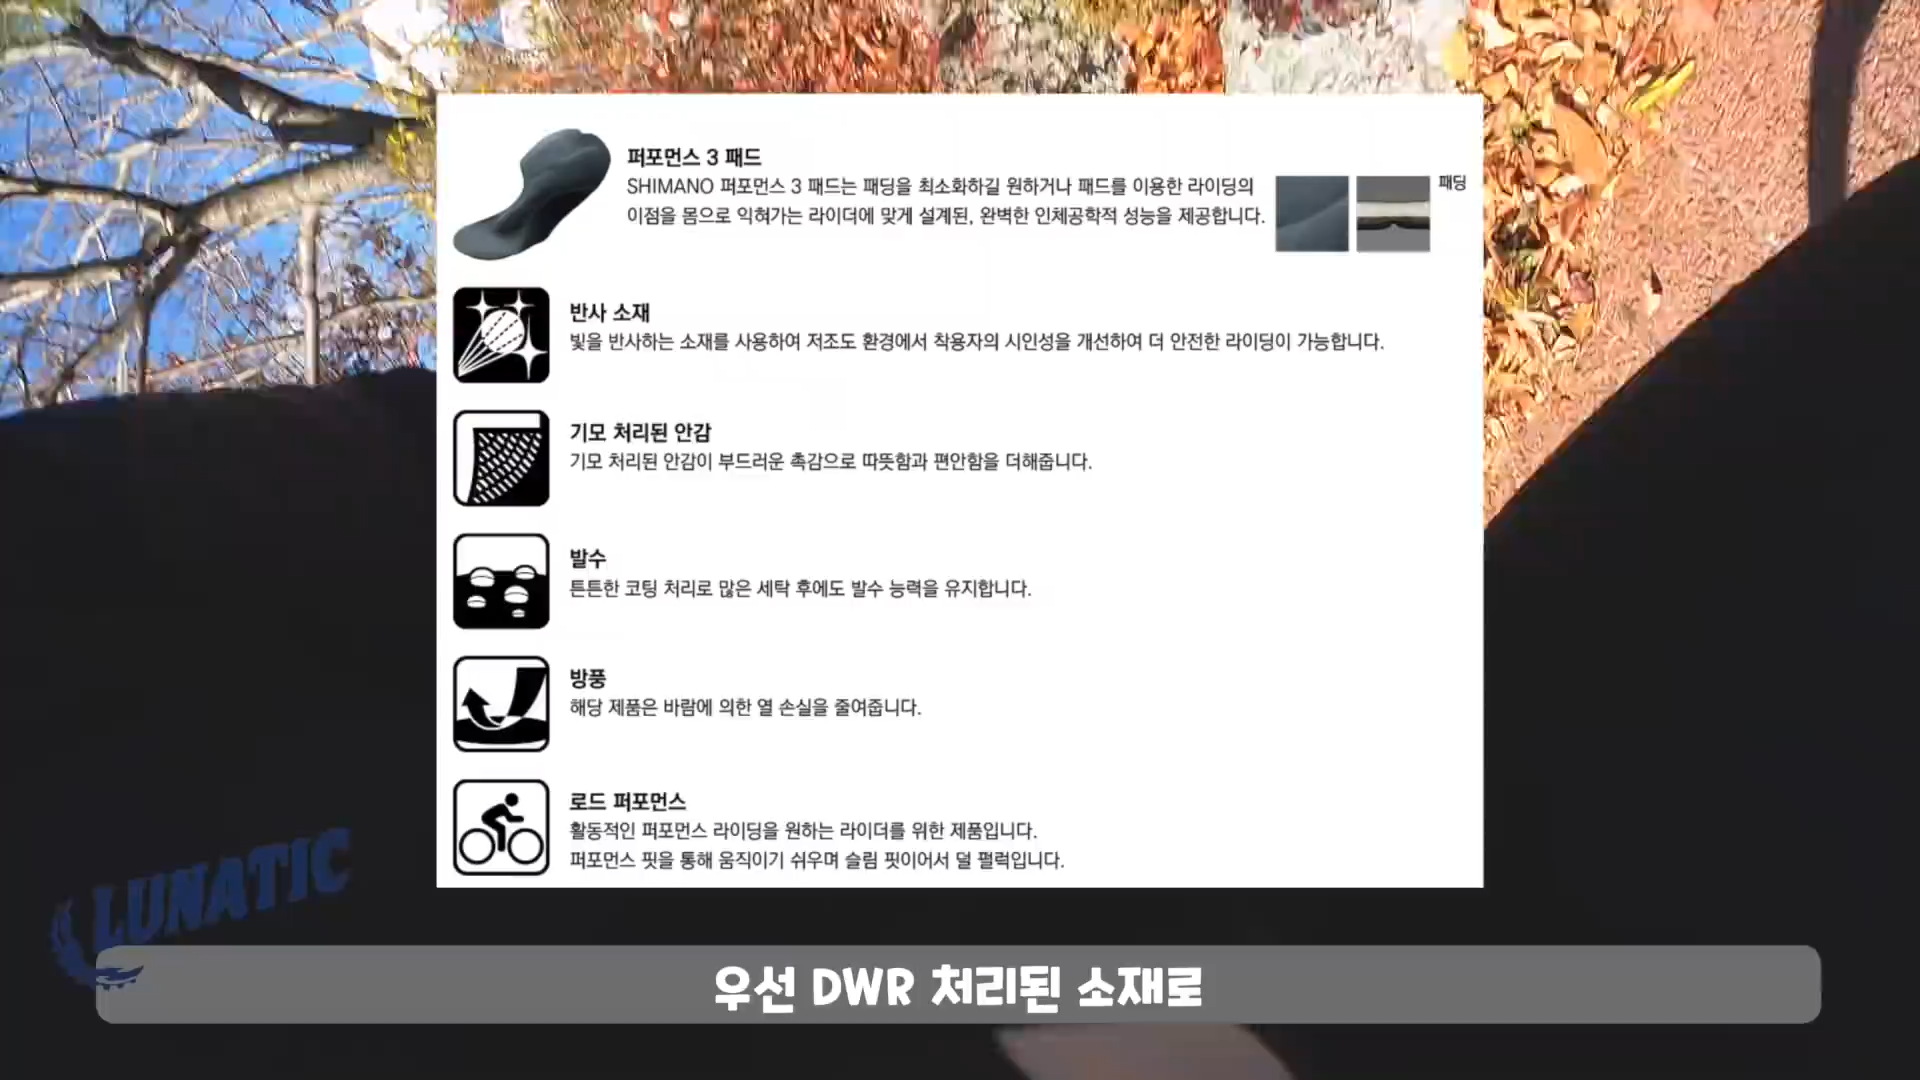 퍼포먼스 3 패드
SHIMANO 퍼포먼스 3 패드는 패딩을 최소화하길 원하거나 패드를 이용한 라이딩의
이점을 몸으로 익혀가는 라이더에 맞게 설계된, 완벽한 인체공학적 성능을 제공합니다.
패딩
반사 소재
빛을 반사하는 소재를 사용하여 저조도 환경에서 착용자의 시인성을 개선하여 더 안전한 라이딩이 가능합니다.
기모 처리된 안감
기모 처리된 안감이 부드러운 촉감으로 따뜻함과 편안함을 더해줍니다.
발수
튼튼한 코팅 처리로 많은 세탁 후에도 발수 능력을 유지합니다.
방풍
해당 제품은 바람에 의한 열 손실을 줄여줍니다.
로드 퍼포먼스
활동적인 퍼포먼스 라이딩을 원하는 라이더를 위한 제품입니다.
퍼포먼스 핏을 통해 움직이기 쉬우며 슬림 핏이어서 덜 펄럭입니다.
LUNATIC
우선 DWR 처리된 소재로